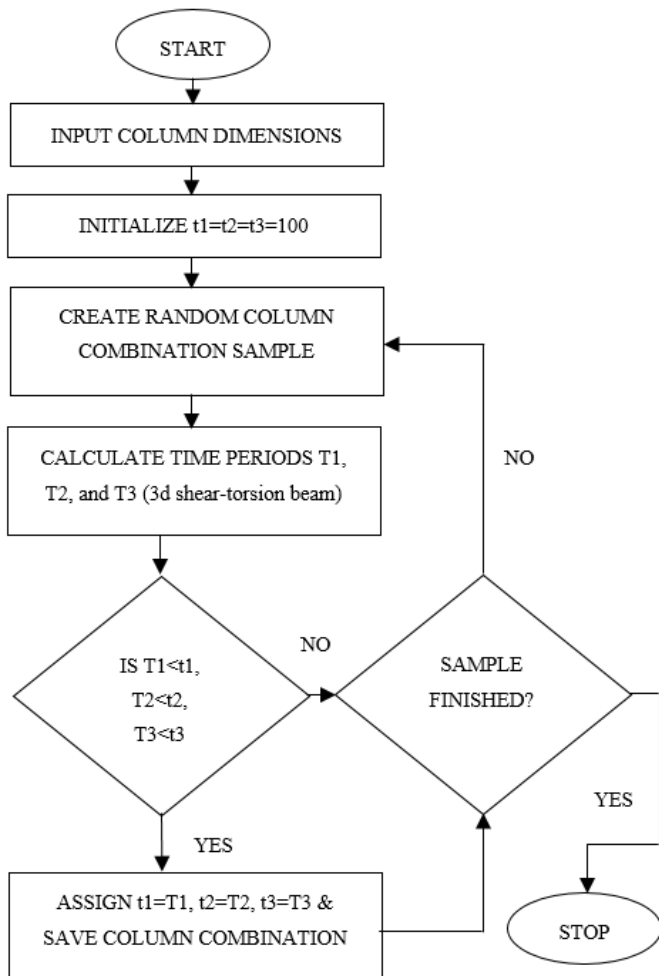 START
INPUT COLUMN DIMENSIONS
INITIALIZE t1=t2=t3=100
CREATE RANDOM COLUMN
COMBINATION SAMPLE
CALCULATE TIME PERIODS T1,
T2, and T3 (3d shear-torsion beam)
NO
IS T1<t1,
T2<t2,
T3<t3
NO
SAMPLE
FINISHED?
YES
YES
ASSIGN t1=T1, t2=T2, t3=T3 &
SAVE COLUMN COMBINATION
STOP